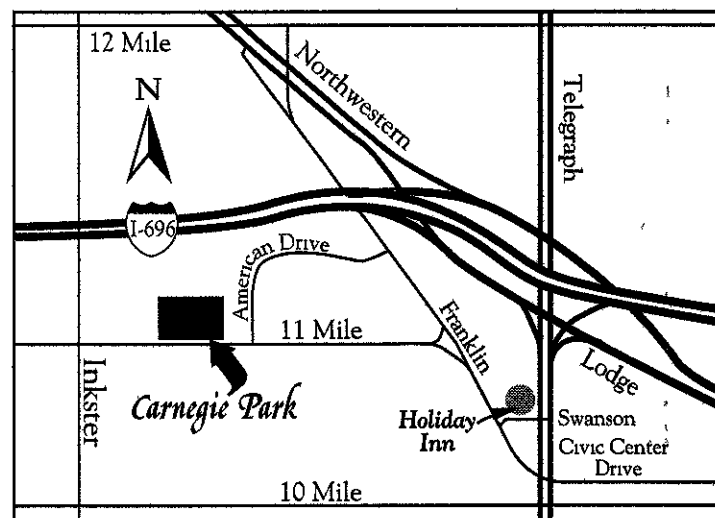 12 Mile
N
Northwestern
Telegraph
I-696
American Drive
11 Mile
Franklin
Inkster
Carnegie Park
Lodge
Holiday
Inn
Swanson
Civic Center
Drive
10 Mile